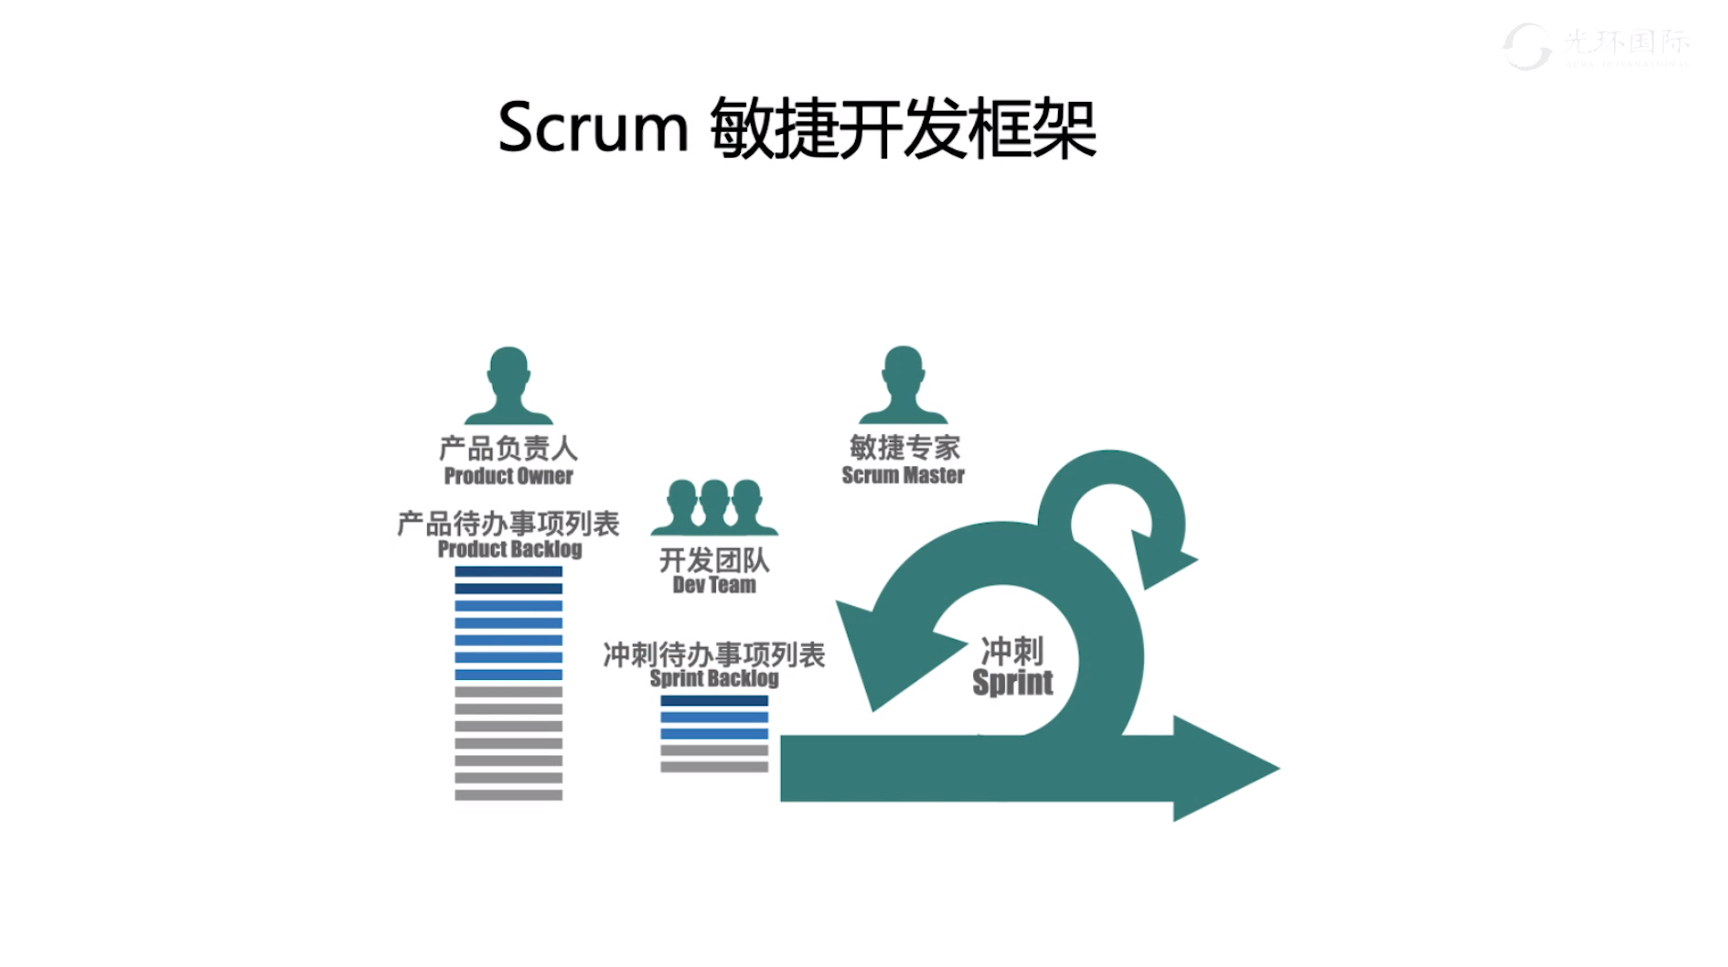 光环国际
Scrum 敏捷开发框架
产品负责人
Product Owner
产品待办事项列表
Product Backlog
开发团队
Dev Team
冲刺待办事项列表
Sprint Backlog
敏捷专家
Scrum Master
冲刺
Sprint